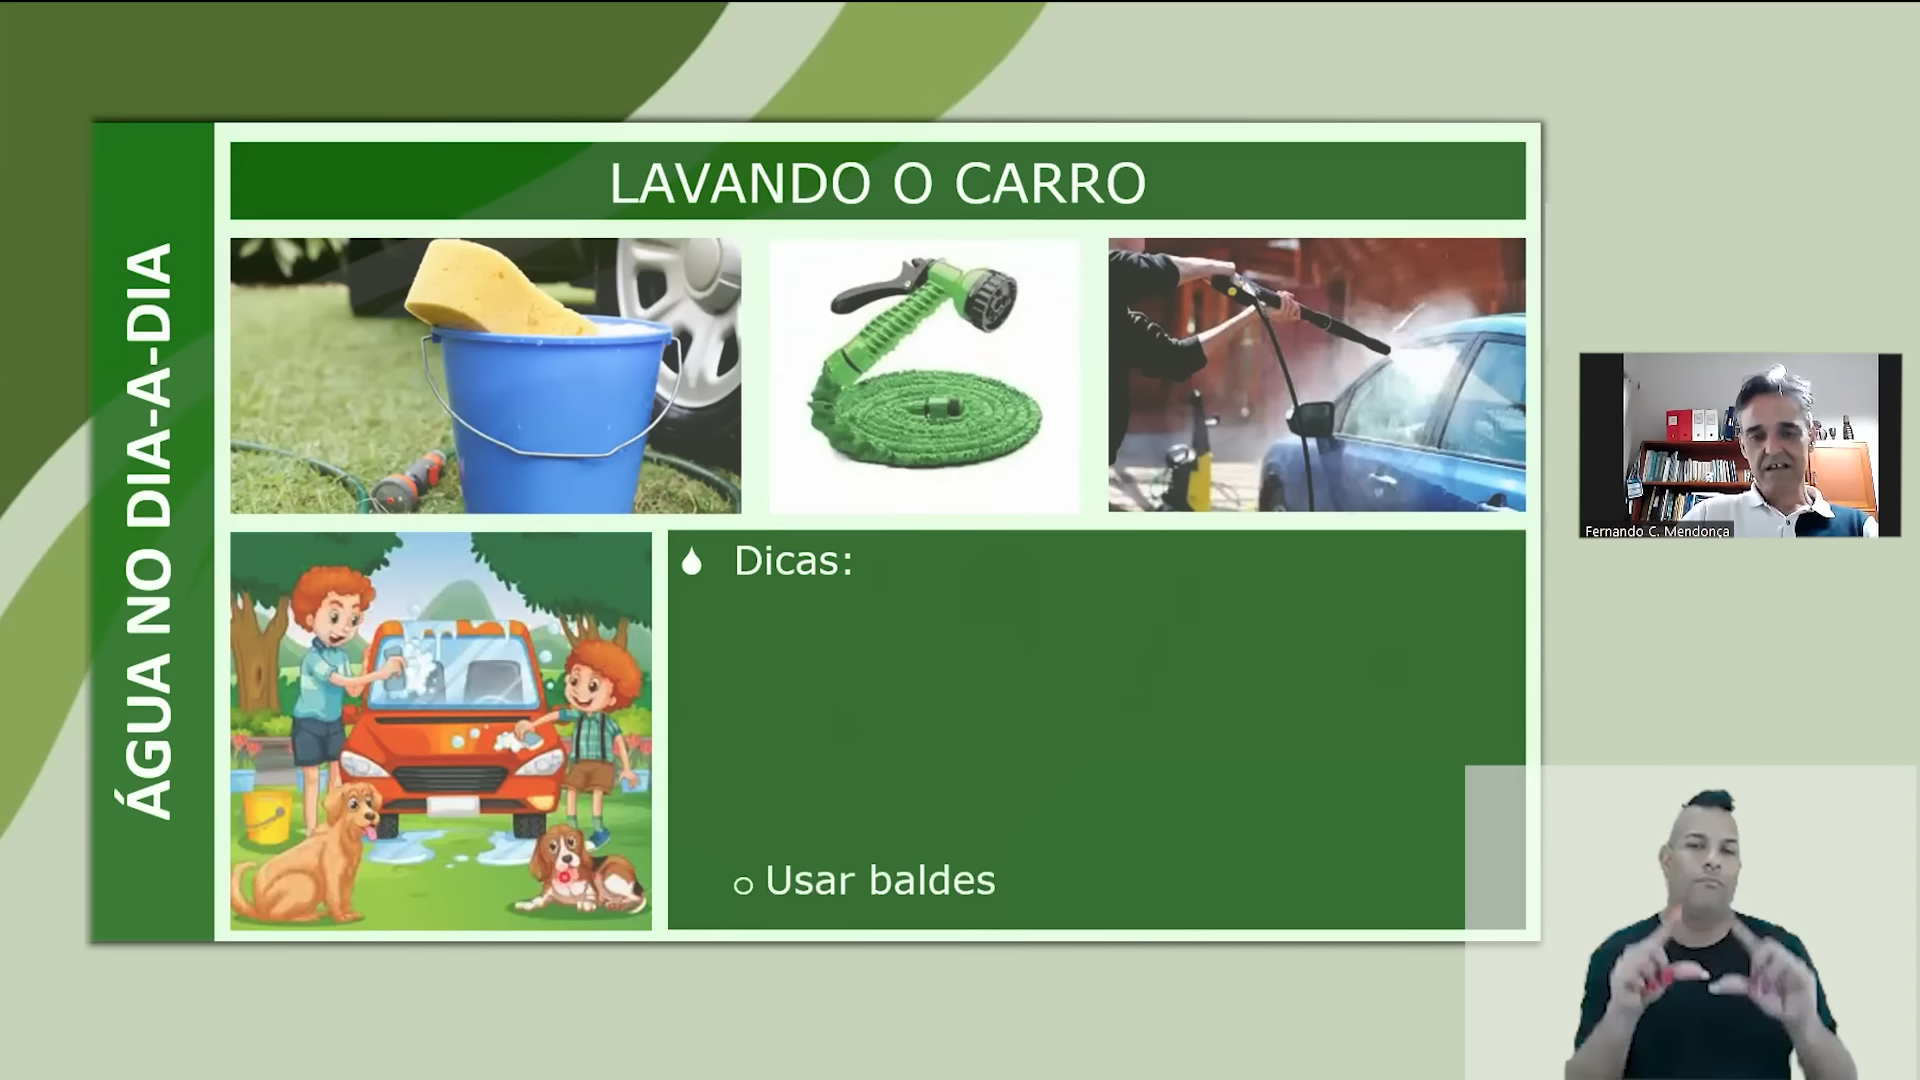 LAVANDO O CARRO
ÁGUA NO DIA-A-DIA
Dicas:
Usar baldes
Fernando C. Mendonça